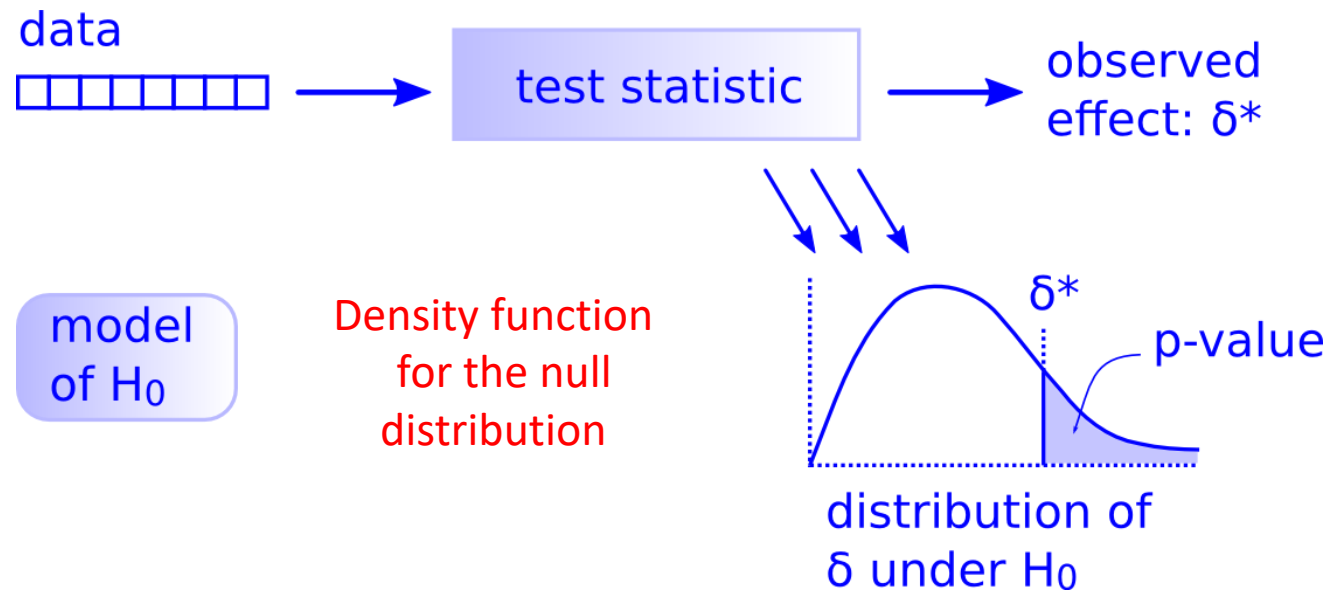 data
test statistic
observed
effect: δ*
model
of H₀
Density function
for the null
distribution
δ*
p-value
distribution of
δ under H₀